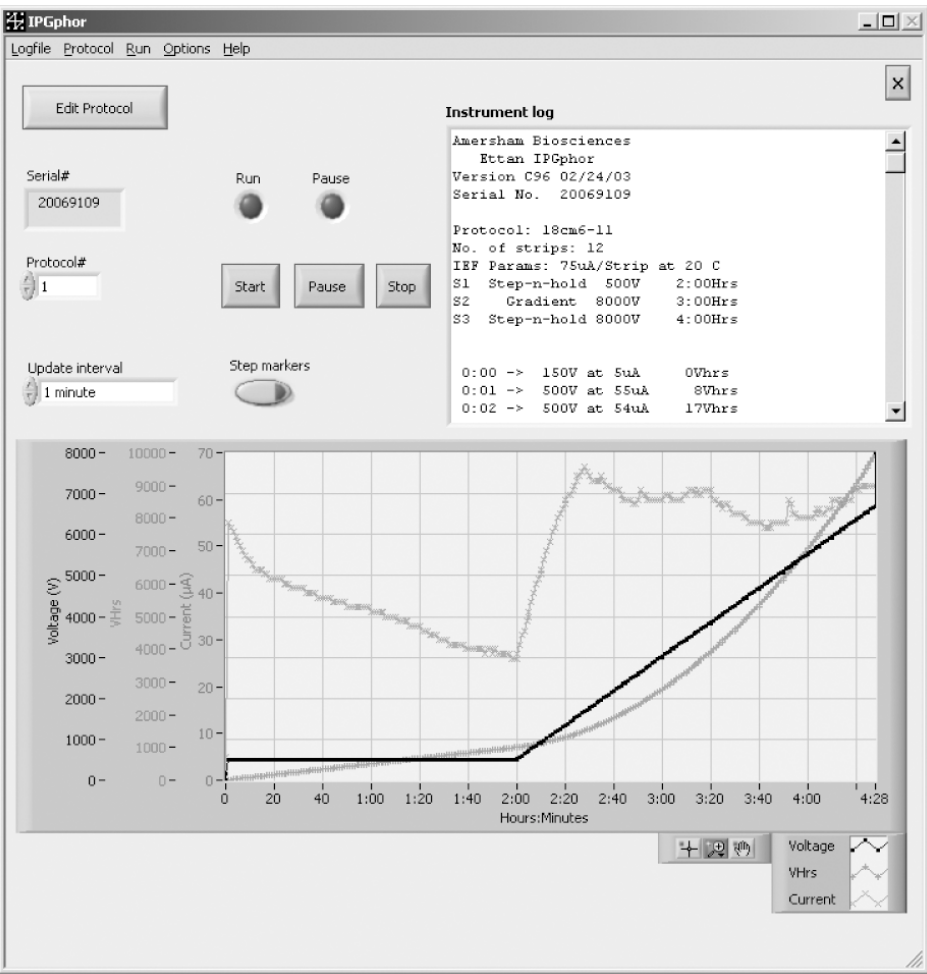 IPGphor
Logfile Protocol Run Options Help
Edit Protocol
X
Instrument log
Amersham Biosciences
Ettan IPGphor
Version C96 02/24/03
Serial No. 20069109
Protocol: 18cm6-11
No. of strips: 12
IEF Params: 75uA/Strip at 20 C
S1 Step-n-hold 500V 2:00Hrs
S2 Gradient 8000V 3:00Hrs
S3 Step-n-hold 8000V 4:00Hrs
0:00 -> 150V at 5uA 0Vhrs
0:01 -> 500V at 55uA 8Vhrs
0:02 -> 500V at 54uA 17Vhrs
Serial#
20069109
Run Pause
Protocol#
1
Start Pause Stop
Update interval
1 minute
Step markers
8000 10000 70
7000 9000 60
6000 8000 50
5000 7000 40
4000 6000 30
3000 5000 20
2000 4000 10
1000 3000 0
0 2000
1000
0
Voltage (V)
VHrs
Current (µA)
0 20 40 1:00 1:20 1:40 2:00 2:20 2:40 3:00 3:20 3:40 4:00 4:28
Hours:Minutes
Voltage
VHrs
Current